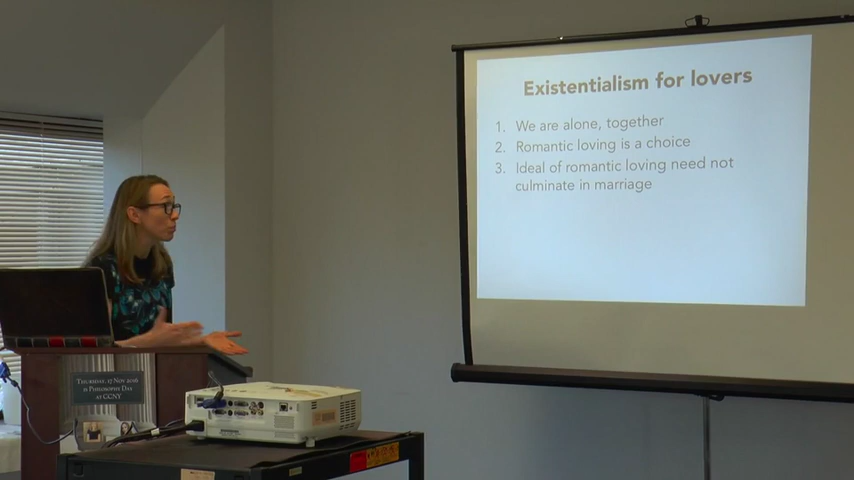 Existentialism for lovers
1. We are alone, together
2. Romantic loving is a choice
3. Ideal of romantic loving need not
culminate in marriage
Thursday, 17 Nov 2016
is Philosophy Day
at CCNY